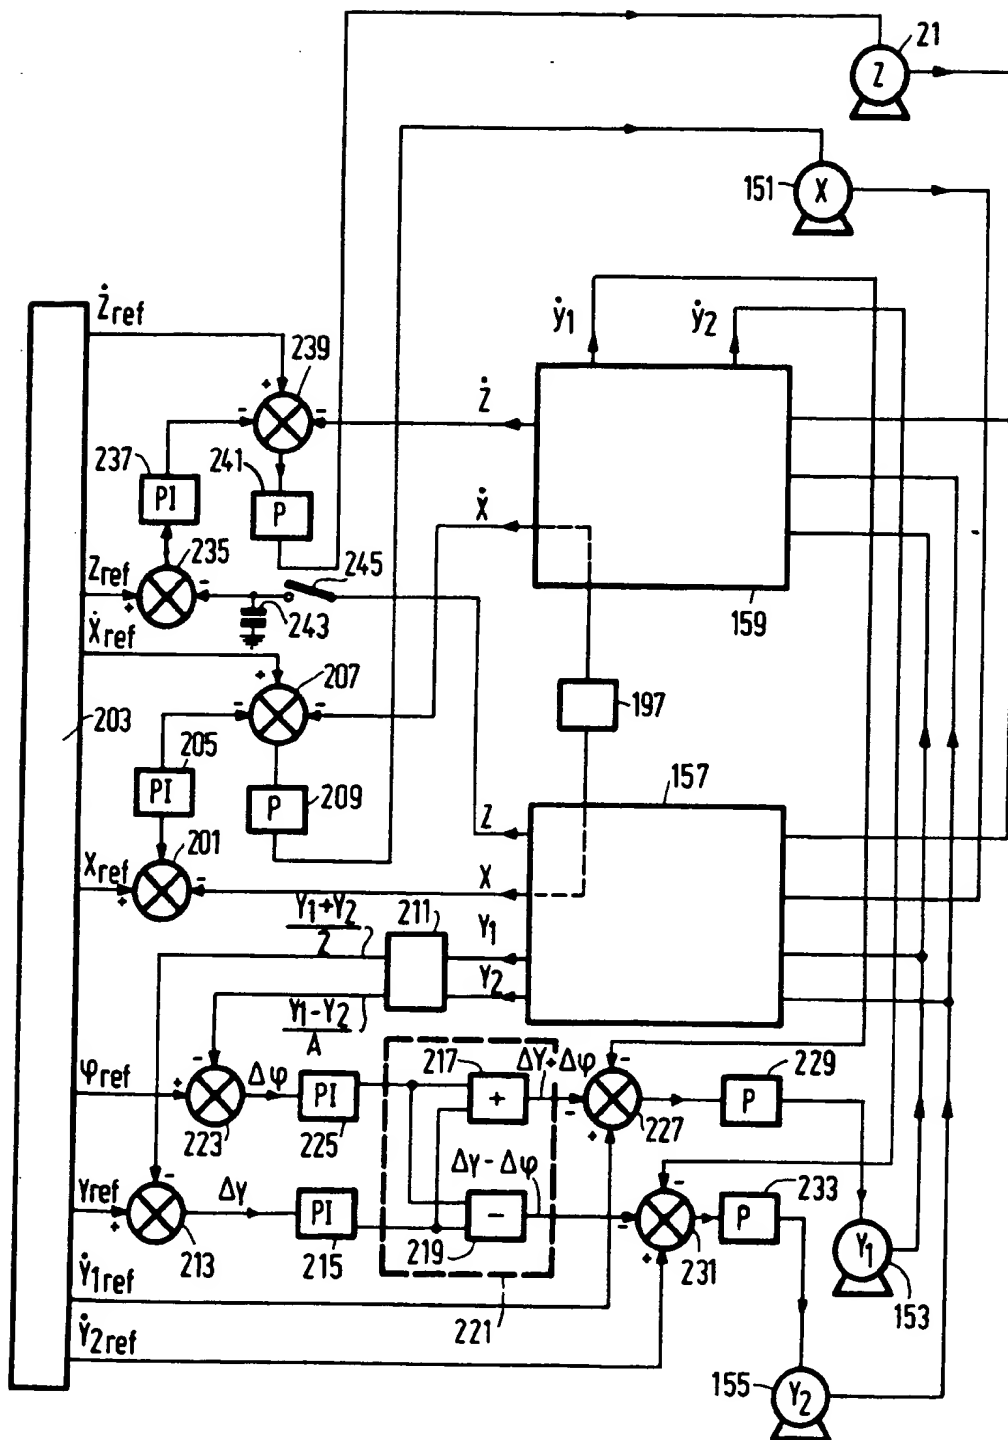 21
Z
151
X
Żref
239
ẏ1
ẏ2
+
-
-
Ż
237
241
PI
P
Ẋ
235
Zref
-
245
+
243
159
Ẋref
+
207
-
-
197
203
205
PI
P
209
157
Z
201
Xref
-
+
X
Y1+Y2
2
211
Y1
Y2
Y1-Y2
A
-
φref
+
Δφ
PI
217
ΔY+Δφ
-
229
+
-
P
223
225
+
227
Yref
-
ΔY
PI
ΔY-Δφ
-
233
+
-
-
P
213
215
219
+
231
Y1
Ẏ1ref
221
153
Ẏ2ref
155
Y2